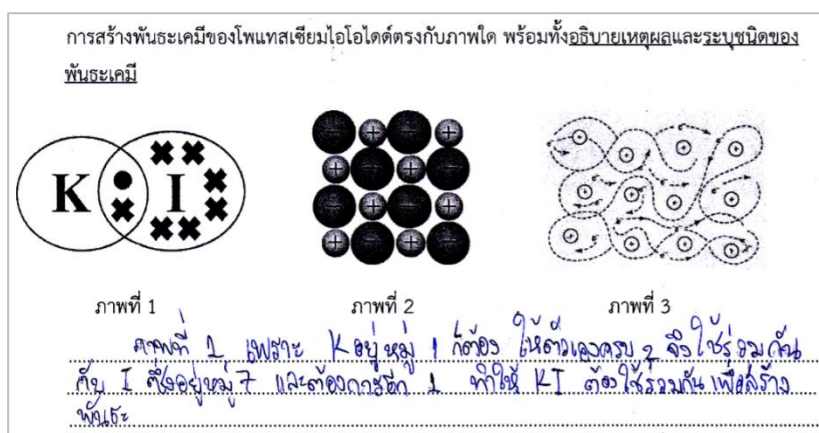 การสร้างพันธะเคมีของโพแทสเซียมไอโอไดด์ตรงกับภาพใด พร้อมทั้งอธิบายเหตุผลและระบุชนิดของ
พันธะเคมี
K I
ภาพที่ 1 ภาพที่ 2 ภาพที่ 3
ภาพที่ 1 เพราะ K อยู่หมู่ 1 ก็ต้อง ให้ตัวเองครบ 2 จึงใช้ร่วมกัน
กับ I ซึ่งอยู่หมู่ 7 และต้องการอีก 1 ทำให้ KI ต้องใช้ร่วมกัน เพื่อสร้าง
พันธะ